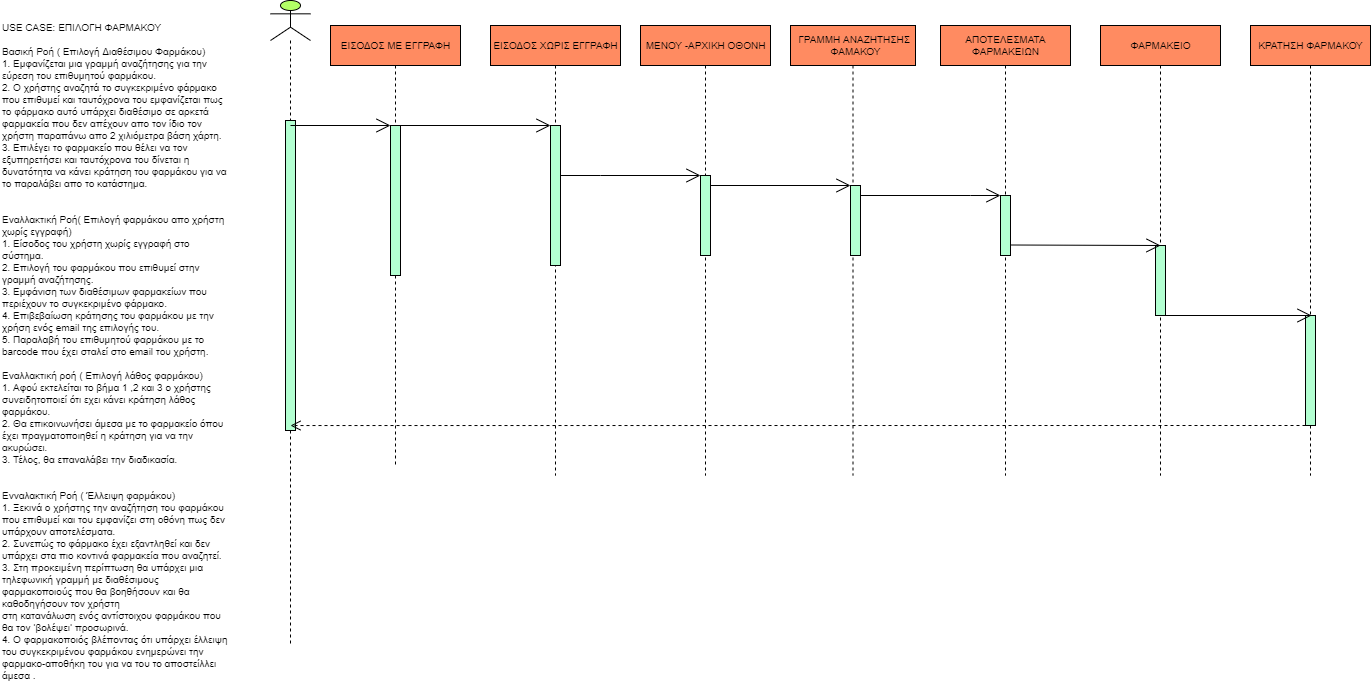 USE CASE: ΕΠΙΛΟΓΗ ΦΑΡΜΑΚΟΥ
Βασική Ροή ( Επιλογή Διαθέσιμου Φαρμάκου)
1. Εμφανίζεται μια γραμμή αναζήτησης για την
εύρεση του επιθυμητού φαρμάκου.
2. Ο χρήστης αναζητά το συγκεκριμένο φάρμακο
που επιθυμεί και ταυτόχρονα του εμφανίζεται πως
το φάρμακο αυτό υπάρχει διαθέσιμο σε αρκετά
φαρμακεία που δεν απέχουν απο τον ίδιο τον
χρήστη παραπάνω απο 2 χιλιόμετρα βάση χάρτη.
3. Επιλέγει το φαρμακείο που θέλει να τον
εξυπηρετήσει και ταυτόχρονα του δίνεται η
δυνατότητα να κάνει κράτηση του φαρμάκου για να
το παραλάβει απο το κατάστημα.
Εναλλακτική Ροή( Επιλογή φαρμάκου απο χρήστη
χωρίς εγγραφή)
1. Είσοδος του χρήστη χωρίς εγγραφή στο
σύστημα.
2. Επιλογή του φαρμάκου που επιθυμεί στην
γραμμή αναζήτησης.
3. Εμφάνιση των διαθέσιμων φαρμακείων που
περιέχουν το συγκεκριμένο φάρμακο.
4. Επιβεβαίωση κράτησης του φαρμάκου με την
χρήση ενός email της επιλογής του.
5. Παραλαβή του επιθυμητού φαρμάκου με το
barcode που έχει σταλεί στο email του χρήστη.
Εναλλακτική ροή ( Επιλογή λάθος φαρμάκου)
1. Αφού εκτελείται το βήμα 1 ,2 και 3 ο χρήστης
συνειδητοποιεί ότι εχει κάνει κράτηση λάθος
φαρμάκου.
2. Θα επικοινωνήσει άμεσα με το φαρμακείο όπου
έχει πραγματοποιηθεί η κράτηση για να την
ακυρώσει.
3. Τέλος, θα επαναλάβει την διαδικασία.
Ενναλακτική Ροή ( Έλλειψη φαρμάκου)
1. Ξεκινά ο χρήστης την αναζήτηση του φαρμάκου
που επιθυμεί και του εμφανίζει στη οθόνη πως δεν
υπάρχουν αποτελέσματα.
2. Συνεπώς το φάρμακο έχει εξαντληθεί και δεν
υπάρχει στα πιο κοντινά φαρμακεία που αναζητεί.
3. Στη προκειμένη περίπτωση θα υπάρχει μια
τηλεφωνική γραμμή με διαθέσιμους
φαρμακοποιούς που θα βοηθήσουν και θα
καθοδηγήσουν τον χρήστη
στη κατανάλωση ενός αντίστοιχου φαρμάκου που
θα τον 'βολέψει' προσωρινά.
4. Ο φαρμακοποιός βλέποντας ότι υπάρχει έλλειψη
του συγκεκριμένου φαρμάκου ενημερώνει την
φαρμακο-αποθήκη του για να του το αποστείλλει
άμεσα .
ΕΙΣΟΔΟΣ ΜΕ ΕΓΓΡΑΦΗ
ΕΙΣΟΔΟΣ ΧΩΡΙΣ ΕΓΓΡΑΦΗ
ΜΕΝΟΥ -ΑΡΧΙΚΗ ΟΘΟΝΗ
ΓΡΑΜΜΗ ΑΝΑΖΗΤΗΣΗΣ
ΦΑΜΑΚΟΥ
ΑΠΟΤΕΛΕΣΜΑΤΑ
ΦΑΡΜΑΚΕΙΩΝ
ΦΑΡΜΑΚΕΙΟ
ΚΡΑΤΗΣΗ ΦΑΡΜΑΚΟΥ